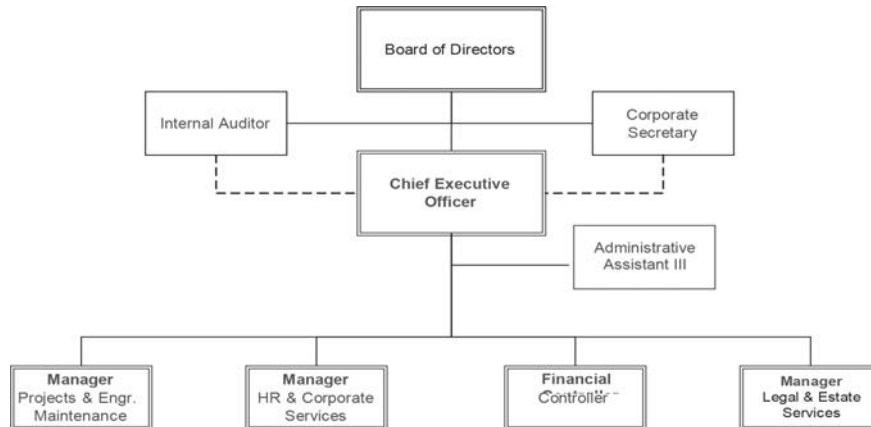 Board of Directors
Internal Auditor
Corporate
Secretary
Chief Executive
Officer
Administrative
Assistant III
Manager
Projects & Engr.
Maintenance
Manager
HR & Corporate
Services
Financial
Controller
Manager
Legal & Estate
Services